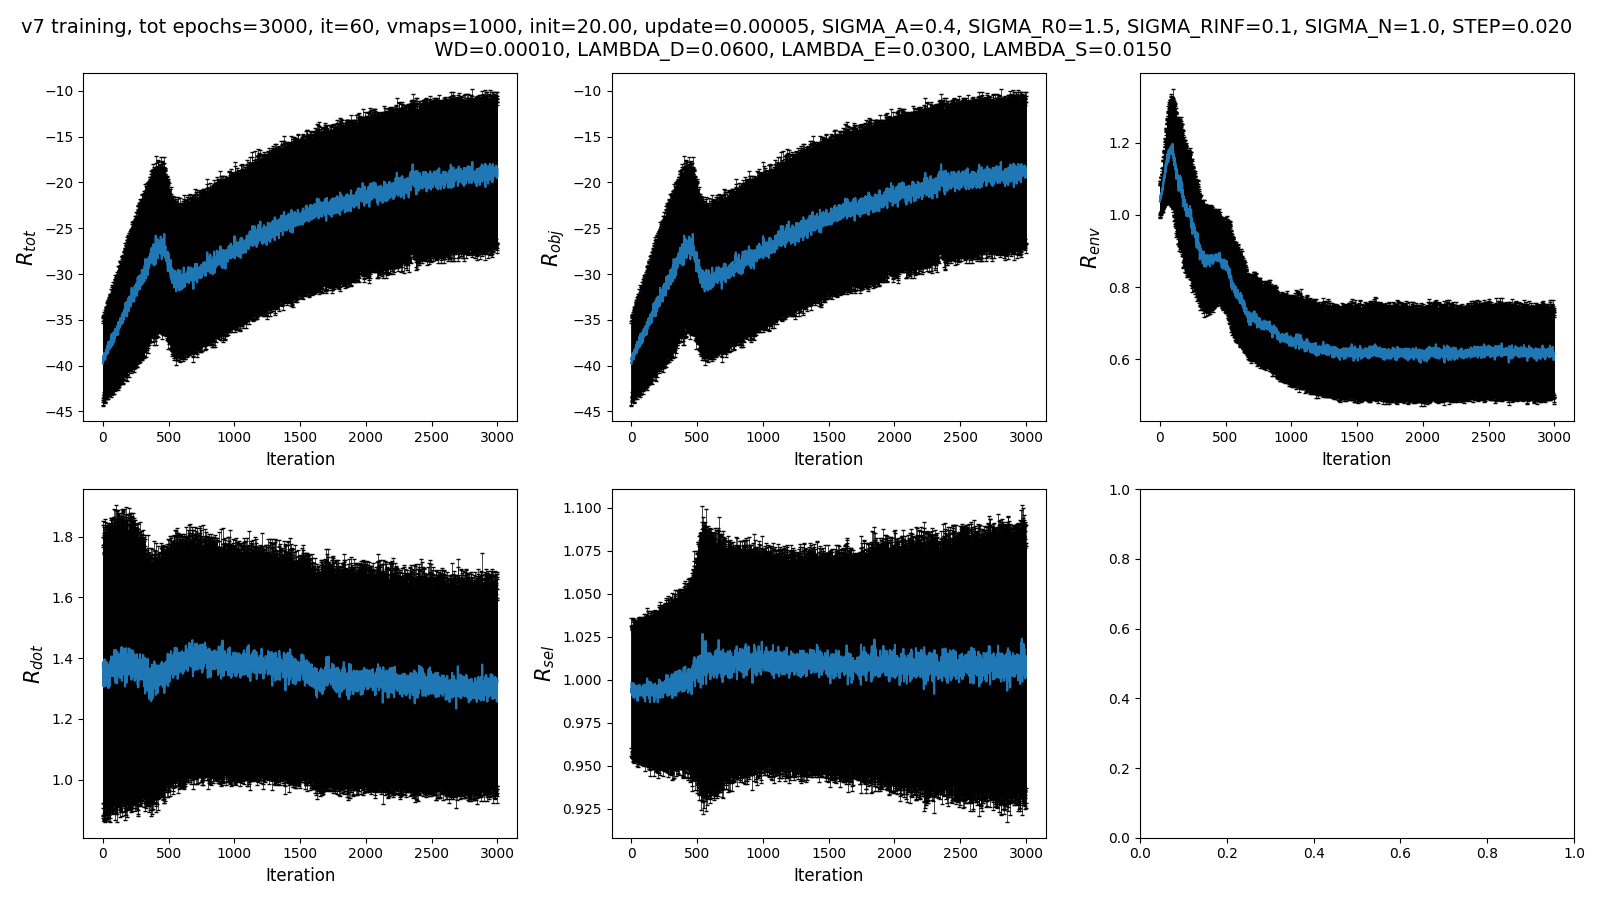 v7 training, tot epochs=3000, it=60, vmaps=1000, init=20.00, update=0.00005, SIGMA_A=0.4, SIGMA_R0=1.5, SIGMA_RINF=0.1, SIGMA_N=1.0, STEP=0.020
WD=0.00010, LAMBDA_D=0.0600, LAMBDA_E=0.0300, LAMBDA_S=0.0150
R_tot
−10
−15
−20
−25
−30
−35
−40
−45
0 500 1000 1500 2000 2500 3000
Iteration
R_obj
−10
−15
−20
−25
−30
−35
−40
−45
0 500 1000 1500 2000 2500 3000
Iteration
R_env
1.2
1.0
0.8
0.6
0 500 1000 1500 2000 2500 3000
Iteration
R_dot
1.8
1.6
1.4
1.2
1.0
0 500 1000 1500 2000 2500 3000
Iteration
R_sel
1.100
1.075
1.050
1.025
1.000
0.975
0.950
0.925
0 500 1000 1500 2000 2500 3000
Iteration
1.0
0.8
0.6
0.4
0.2
0.0
0.0 0.2 0.4 0.6 0.8 1.0